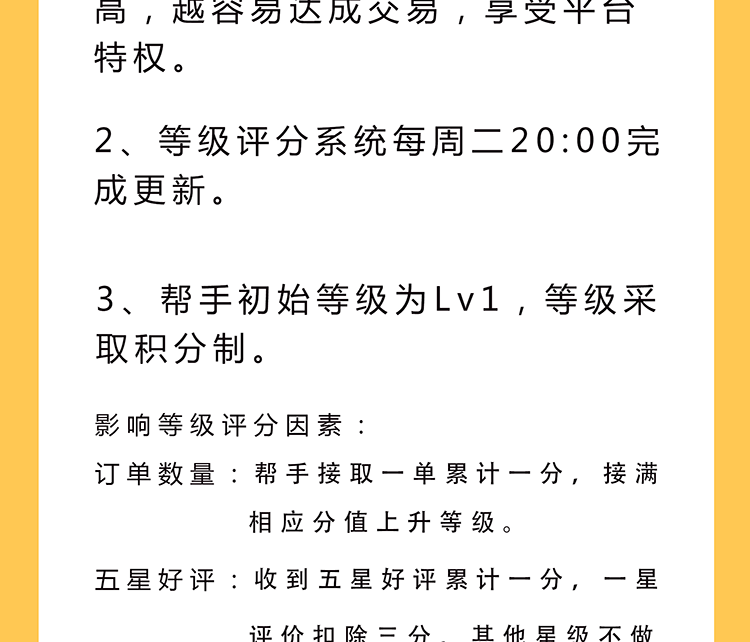 高，越容易达成交易，享受平台
特权。
2、等级评分系统每周二20:00完
成更新。
3、帮手初始等级为Lv1，等级采
取积分制。
影响等级评分因素：
订单数量：帮手接取一单累计一分，接满
相应分值上升等级。
五星好评：收到五星好评累计一分，一星
评价扣除三分。其他星级不做